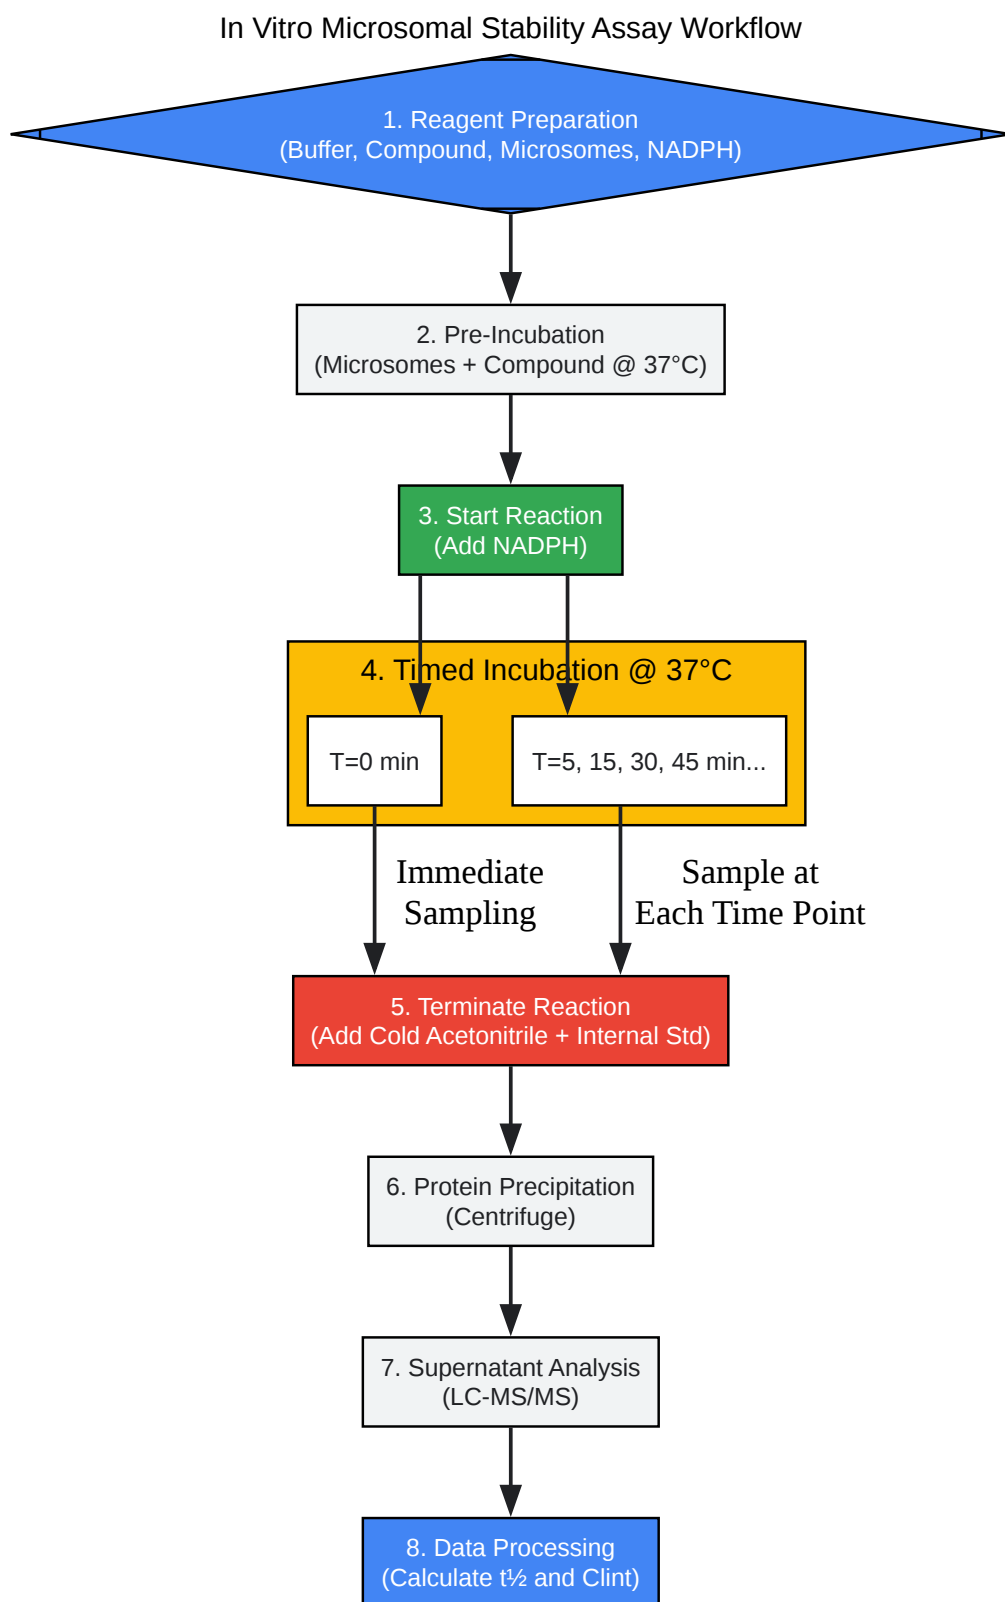 In Vitro Microsomal Stability Assay Workflow
1. Reagent Preparation
(Buffer, Compound, Microsomes, NADPH)
2. Pre-Incubation
(Microsomes + Compound @ 37°C)
3. Start Reaction
(Add NADPH)
4. Timed Incubation @ 37°C
T=0 min
T=5, 15, 30, 45 min...
Immediate
Sampling
Sample at
Each Time Point
5. Terminate Reaction
(Add Cold Acetonitrile + Internal Std)
6. Protein Precipitation
(Centrifuge)
7. Supernatant Analysis
(LC-MS/MS)
8. Data Processing
(Calculate t½ and Clint)